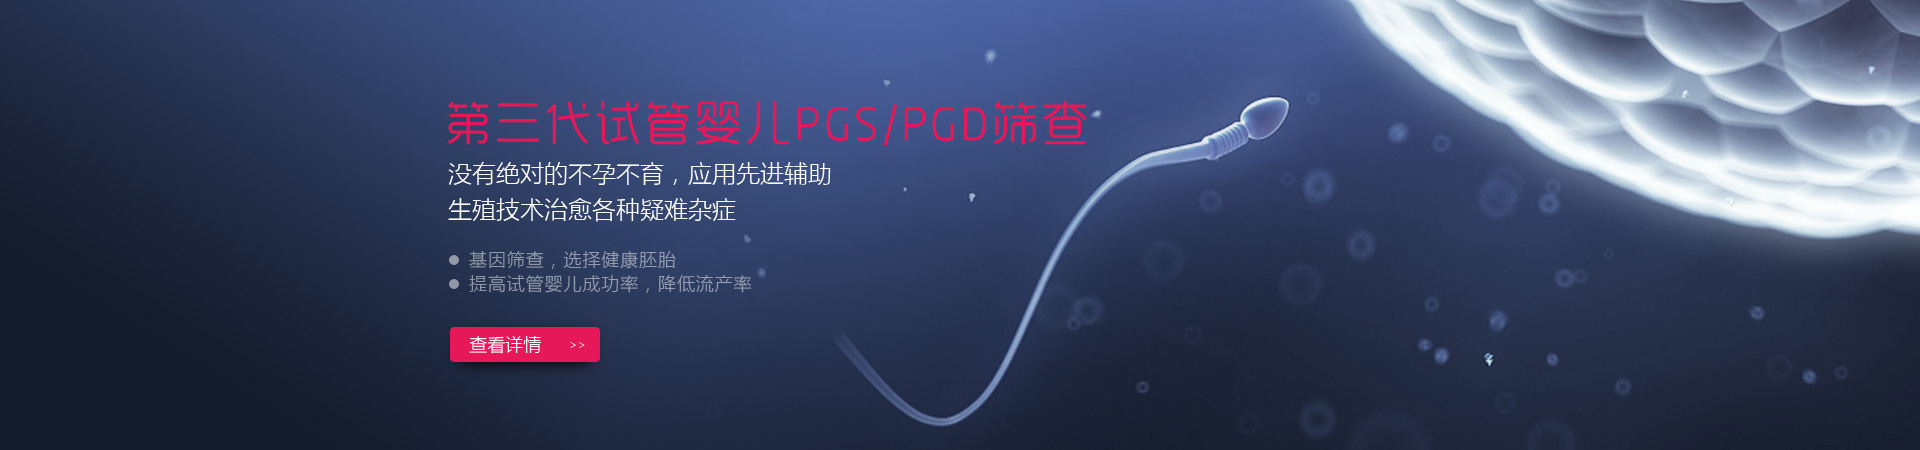 第三代试管婴儿PGS/PGD筛查
没有绝对的不孕不育，应用先进辅助
生殖技术治愈各种疑难杂症
● 基因筛查，选择健康胚胎
● 提高试管婴儿成功率，降低流产率
查看详情 >>